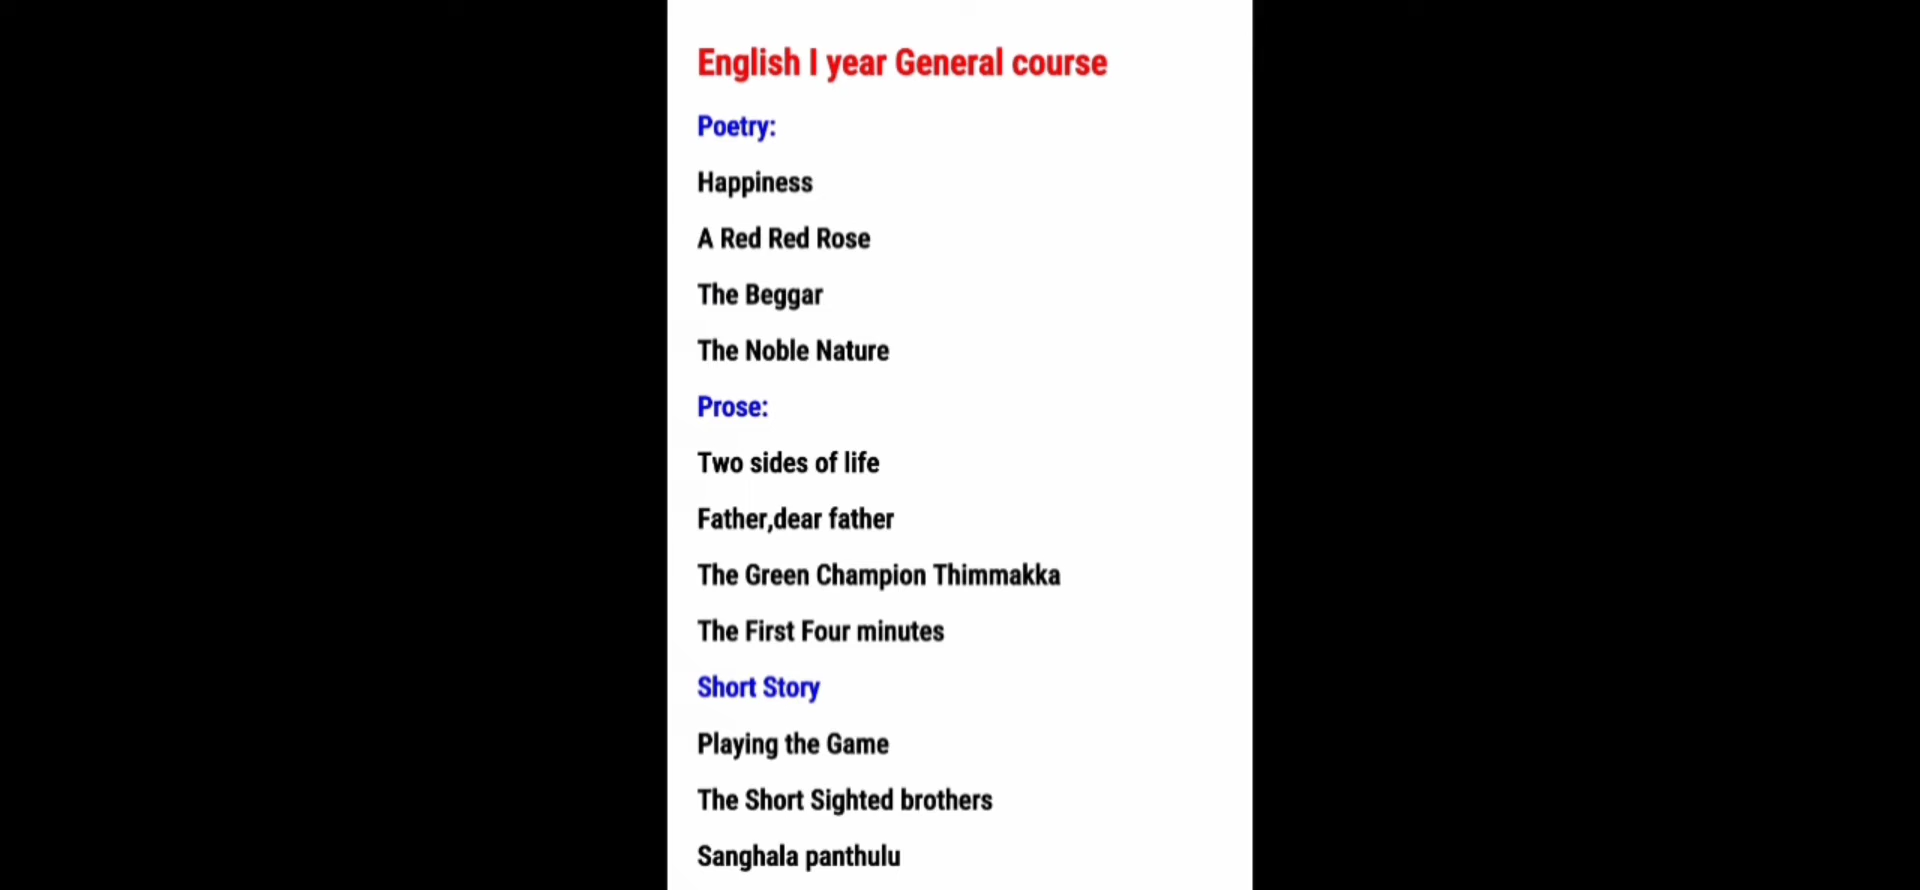 English I year General course
Poetry:
Happiness
A Red Red Rose
The Beggar
The Noble Nature
Prose:
Two sides of life
Father,dear father
The Green Champion Thimmakka
The First Four minutes
Short Story
Playing the Game
The Short Sighted brothers
Sanghala panthulu